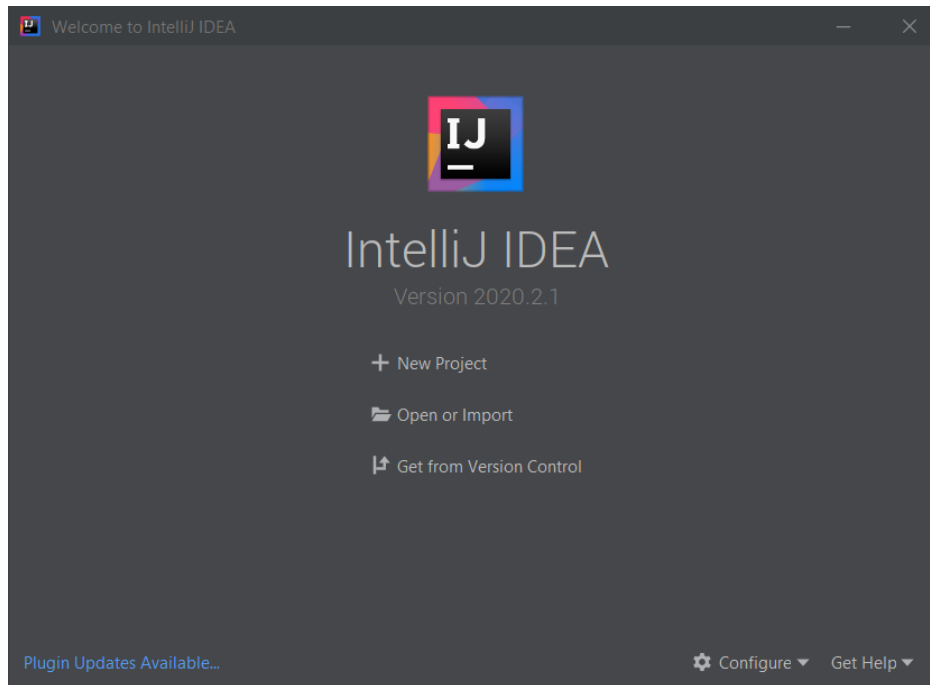 Welcome to IntelliJ IDEA
IJ
IntelliJ IDEA
Version 2020.2.1
New Project
Open or Import
Get from Version Control
Plugin Updates Available...
Configure
Get Help